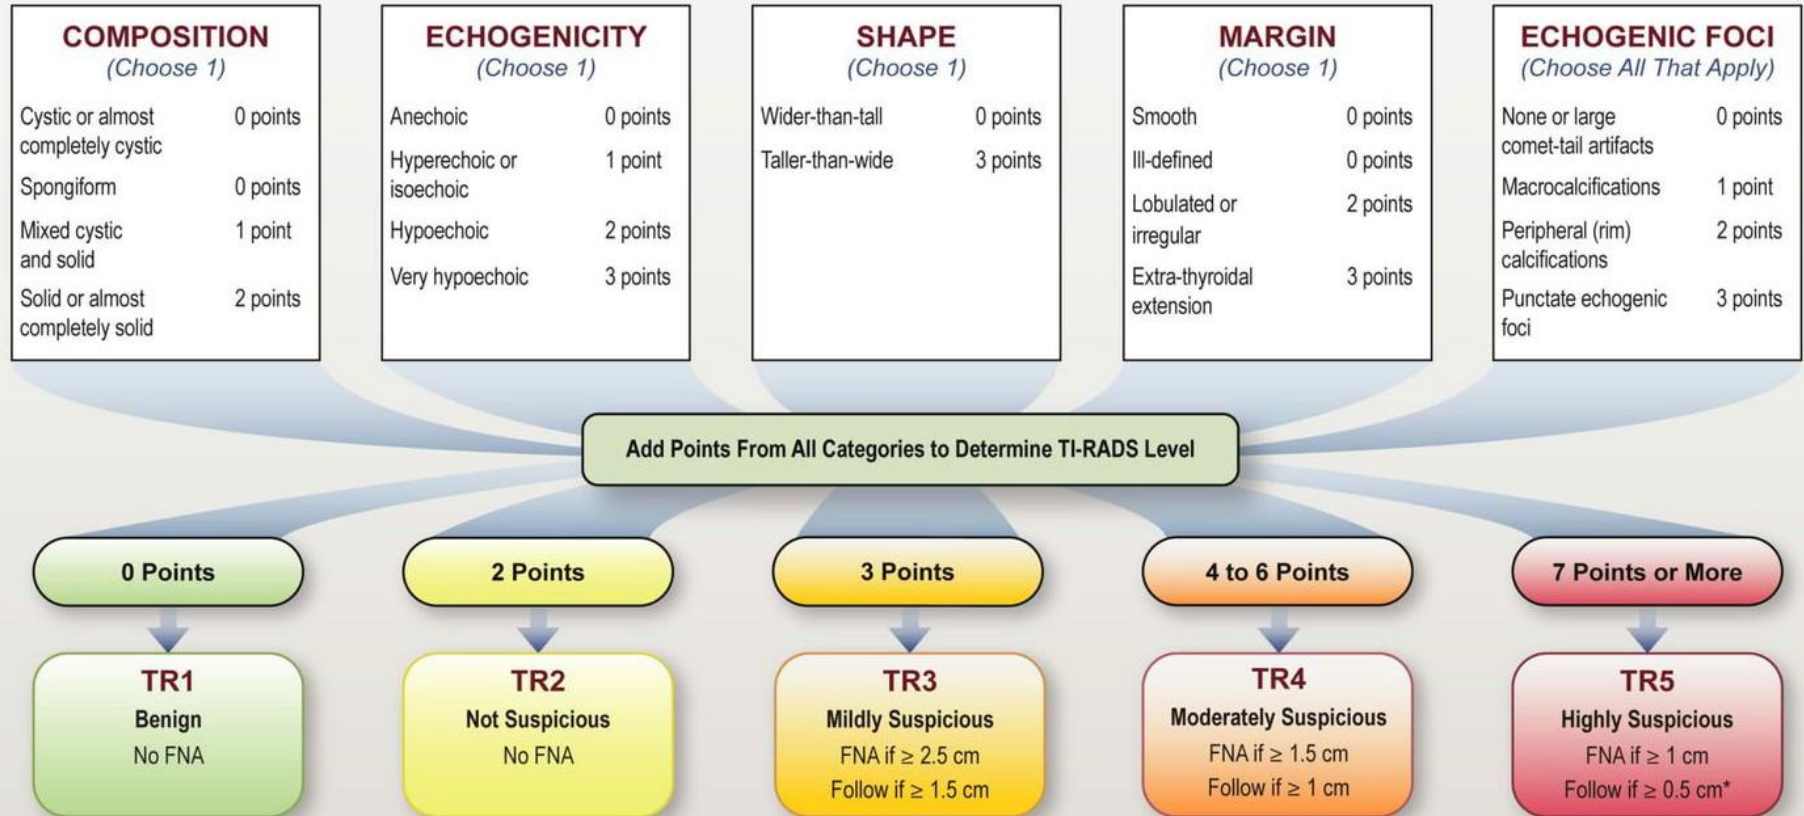 COMPOSITION
(Choose 1)
Cystic or almost 0 points
completely cystic
Spongiform 0 points
Mixed cystic 1 point
and solid
Solid or almost 2 points
completely solid
ECHOGENICITY
(Choose 1)
Anechoic 0 points
Hyperechoic or 1 point
isoechoic
Hypoechoic 2 points
Very hypoechoic 3 points
SHAPE
(Choose 1)
Wider-than-tall 0 points
Taller-than-wide 3 points
MARGIN
(Choose 1)
Smooth 0 points
Ill-defined 0 points
Lobulated or 2 points
irregular
Extra-thyroidal 3 points
extension
ECHOGENIC FOCI
(Choose All That Apply)
None or large 0 points
comet-tail artifacts
Macrocalcifications 1 point
Peripheral (rim) 2 points
calcifications
Punctate echogenic 3 points
foci
Add Points From All Categories to Determine TI-RADS Level
0 Points
2 Points
3 Points
4 to 6 Points
7 Points or More
TR1
Benign
No FNA
TR2
Not Suspicious
No FNA
TR3
Mildly Suspicious
FNA if ≥ 2.5 cm
Follow if ≥ 1.5 cm
TR4
Moderately Suspicious
FNA if ≥ 1.5 cm
Follow if ≥ 1 cm
TR5
Highly Suspicious
FNA if ≥ 1 cm
Follow if ≥ 0.5 cm*